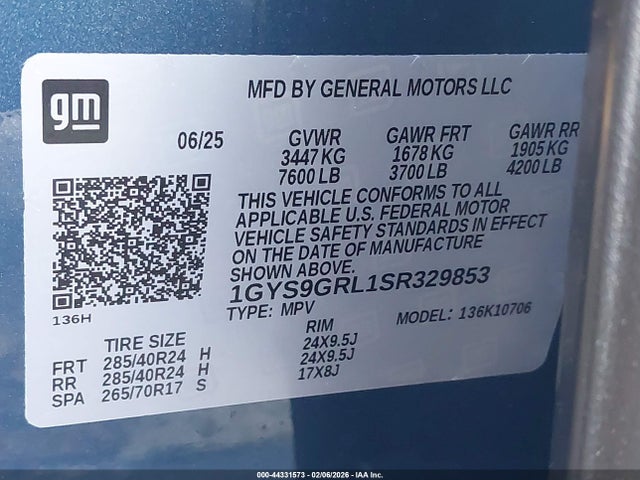 gm
MFD BY GENERAL MOTORS LLC
06/25 GVWR GAWR FRT GAWR RR
3447 KG 1678 KG 1905 KG
7600 LB 3700 LB 4200 LB
THIS VEHICLE CONFORMS TO ALL
APPLICABLE U.S. FEDERAL MOTOR
VEHICLE SAFETY STANDARDS IN EFFECT
ON THE DATE OF MANUFACTURE
SHOWN ABOVE.
1GYS9GRL1SR329853
136H
TYPE: MPV MODEL: 136K10706
TIRE SIZE RIM
FRT 285/40R24 H 24X9.5J
RR 285/40R24 H 24X9.5J
SPA 265/70R17 S 17X8J
000-44331573 - 02/06/2026 - IAA Inc.